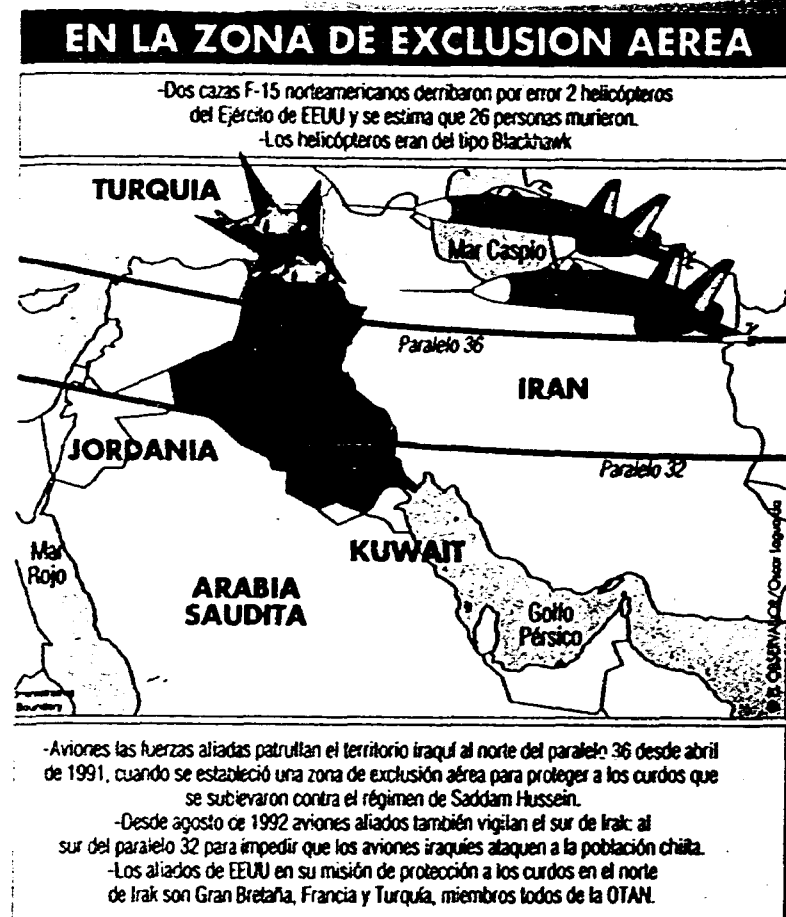 EN LA ZONA DE EXCLUSION AEREA
-Dos cazas F-15 norteamericanos derribaron por error 2 helicópteros
del Ejército de EEUU y se estima que 26 personas murieron.
-Los helicópteros eran del tipo Blackhawk
TURQUIA
Mar Caspio
Paralelo 36
IRAN
JORDANIA
Paralelo 32
KUWAIT
Mar
Rojo
ARABIA
SAUDITA
Golfo
Pérsico
Boundary
© EL OBSERVADOR/Oscar Laguarda
-Aviones las fuerzas aliadas patrullan el territorio iraquí al norte del paralelo 36 desde abril
de 1991, cuando se estableció una zona de exclusión aérea para proteger a los curdos que
se sublevaron contra el régimen de Saddam Hussein.
-Desde agosto de 1992 aviones aliados también vigilan el sur de Irak: al
sur del paralelo 32 para impedir que los aviones iraquíes ataquen a la población chiita.
-Los aliados de EEUU en su misión de protección a los curdos en el norte
de Irak son Gran Bretaña, Francia y Turquía, miembros todos de la OTAN.